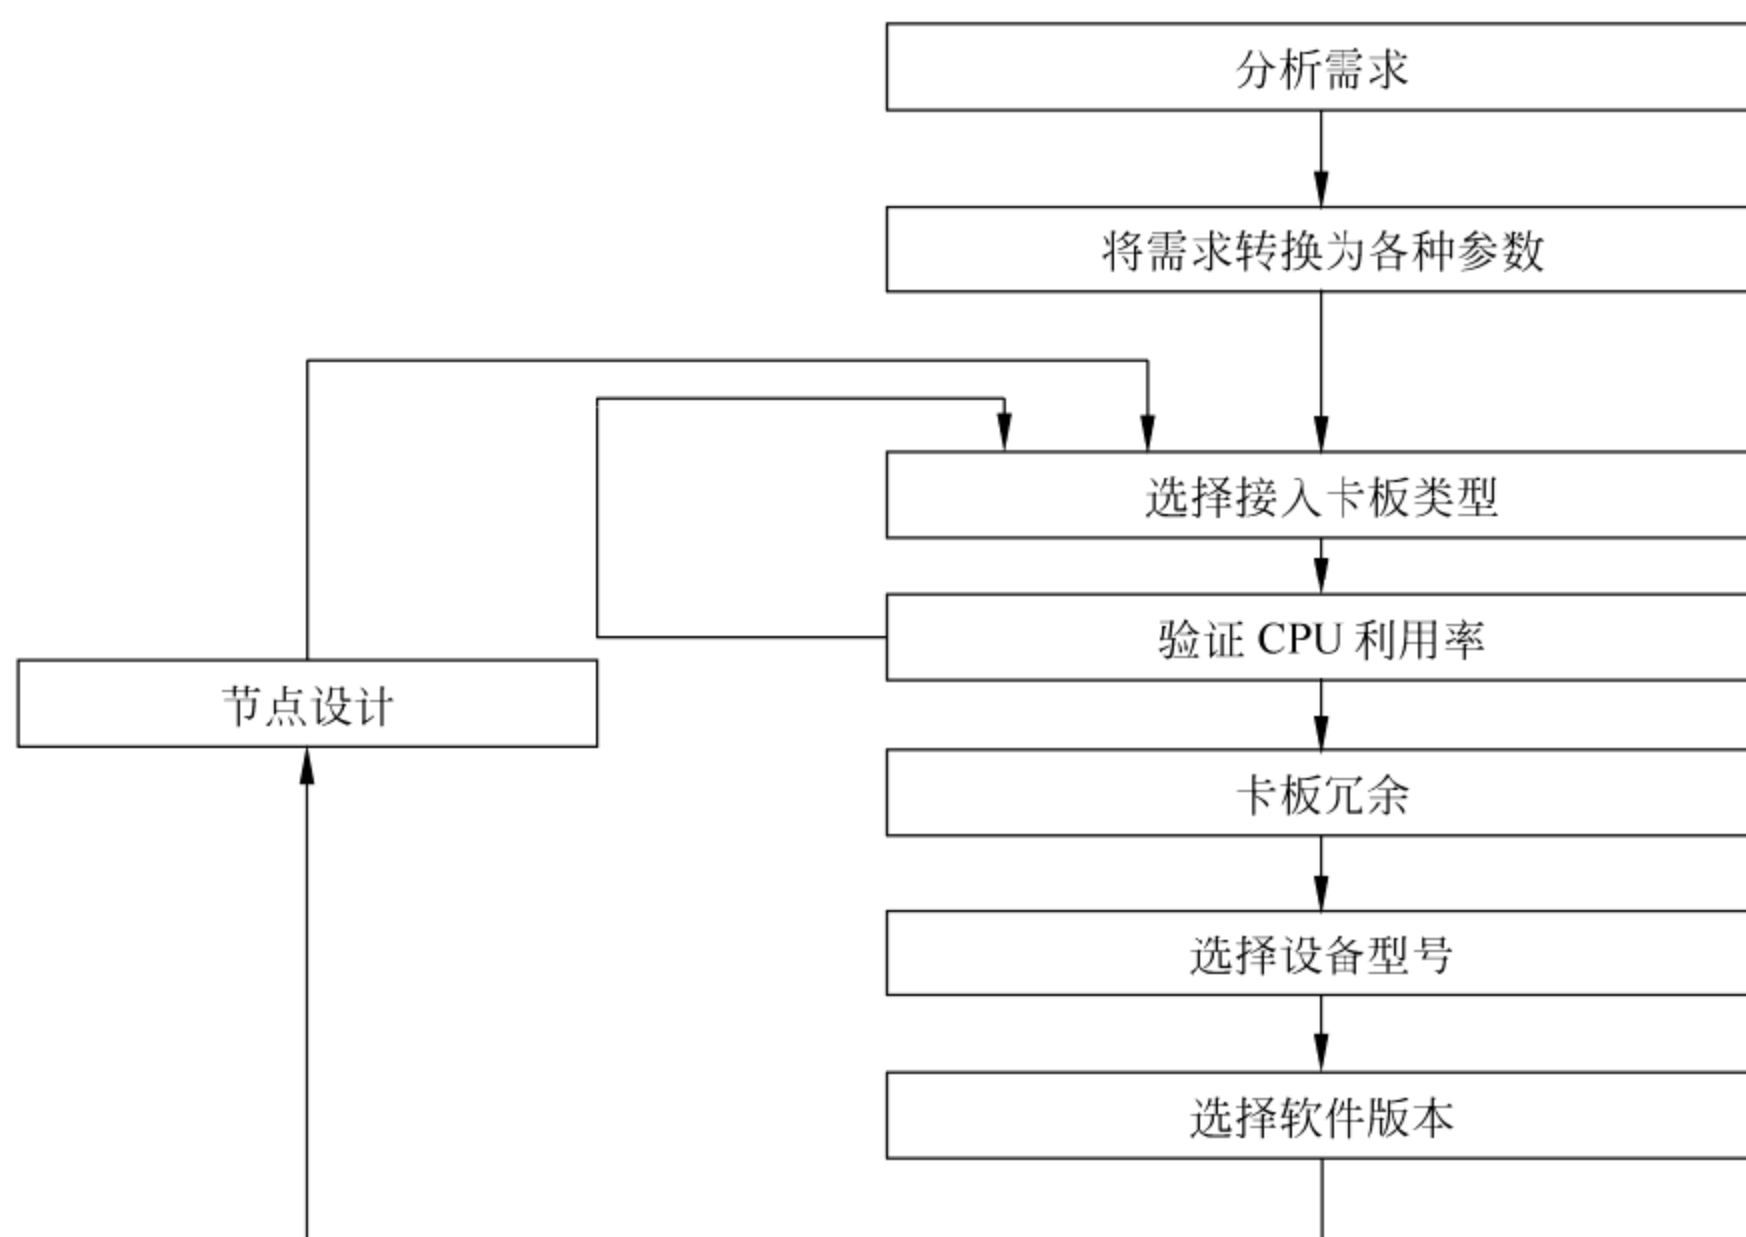 分析需求
将需求转换为各种参数
选择接入卡板类型
验证 CPU 利用率
节点设计
卡板冗余
选择设备型号
选择软件版本